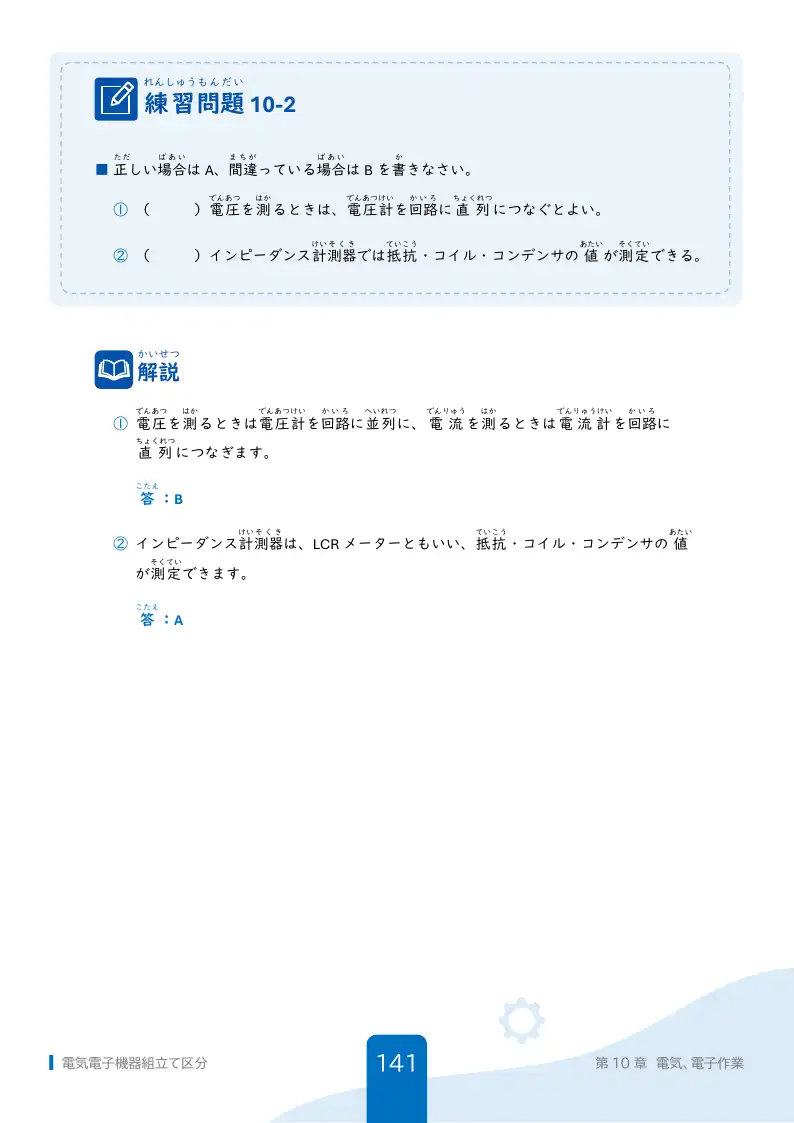 れんしゅうもんだい
練習問題 10-2
ただ ばあい まちが ばあい か
■ 正しい場合は A、間違っている場合は B を書きなさい。
でんあつ はか でんあつけい かいろ ちょくれつ
① （　　）電圧を測るときは、電圧計を回路に直列につなぐとよい。
けいそくき ていこう あたい そくてい
② （　　）インピーダンス計測器では抵抗・コイル・コンデンサの値が測定できる。
かいせつ
解説
でんあつ はか でんあつけい かいろ へいれつ でんりゅう はか でんりゅうけい かいろ
① 電圧を測るときは電圧計を回路に並列に、電流を測るときは電流計を回路に
ちょくれつ
直列につなぎます。
こたえ
答：B
けいそくき ていこう あたい
② インピーダンス計測器は、LCR メーターともいい、抵抗・コイル・コンデンサの値
そくてい
が測定できます。
こたえ
答：A
電気電子機器組立て区分
141
第 10 章 電気、電子作業